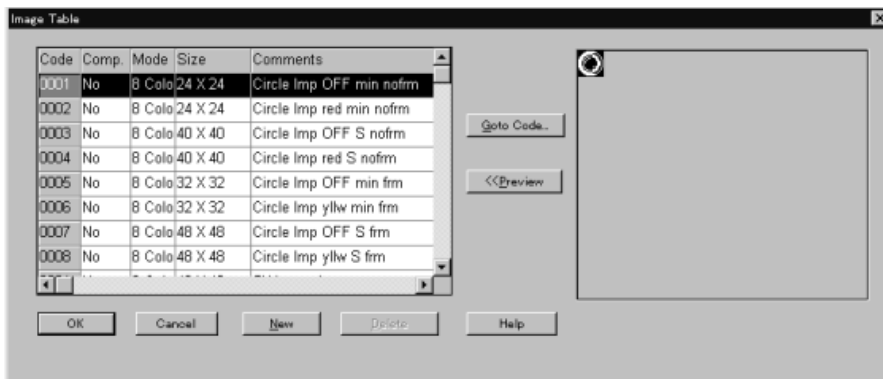 Image Table
Code Comp. Mode Size Comments
0001 No 8 Colo 24 X 24 Circle lmp OFF min nofrm
0002 No 8 Colo 24 X 24 Circle lmp red min nofrm
0003 No 8 Colo 40 X 40 Circle lmp OFF S nofrm
0004 No 8 Colo 40 X 40 Circle lmp red S nofrm
0005 No 8 Colo 32 X 32 Circle lmp OFF min frm
0006 No 8 Colo 32 X 32 Circle lmp yllw min frm
0007 No 8 Colo 48 X 48 Circle lmp OFF S frm
0008 No 8 Colo 48 X 48 Circle lmp yllw S frm
Goto Code..
<<Preview
OK Cancel New Delete Help